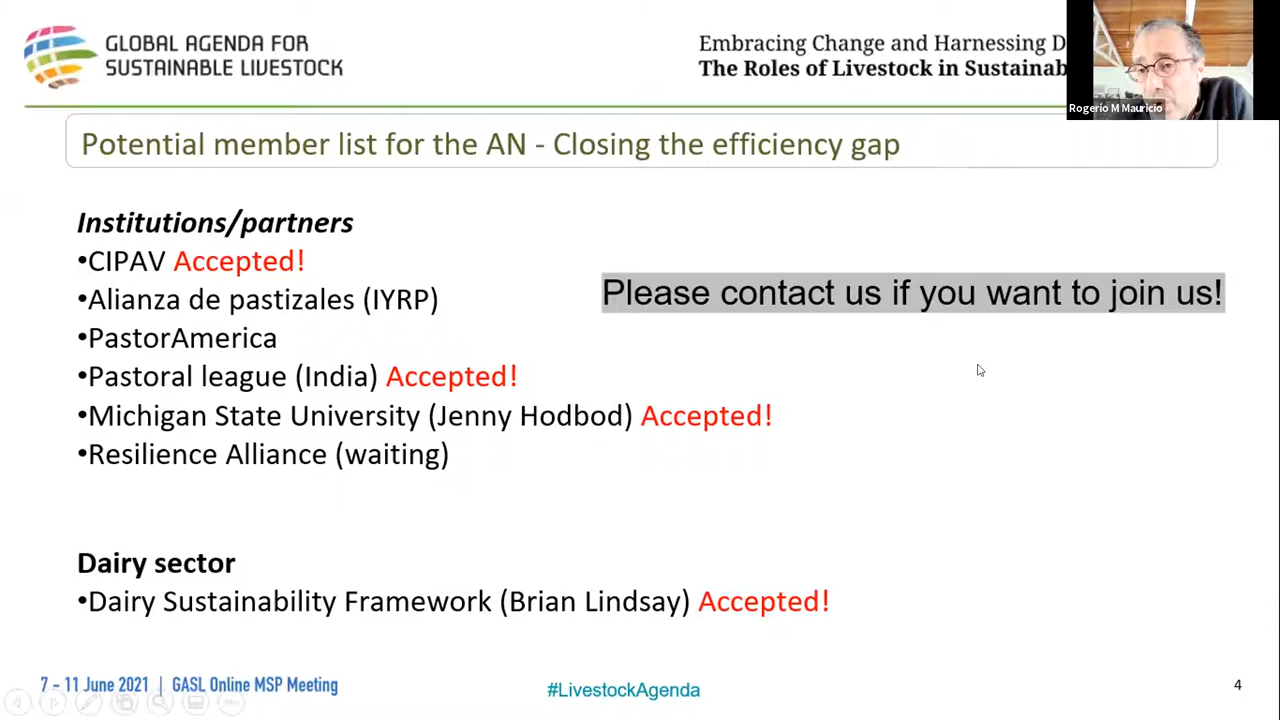 GLOBAL AGENDA FOR
SUSTAINABLE LIVESTOCK
Embracing Change and Harnessing D
The Roles of Livestock in Sustainab
Rogerio M Mauricio
Potential member list for the AN - Closing the efficiency gap
Institutions/partners
•CIPAV Accepted!
•Alianza de pastizales (IYRP)
Please contact us if you want to join us!
•PastorAmerica
•Pastoral league (India) Accepted!
•Michigan State University (Jenny Hodbod) Accepted!
•Resilience Alliance (waiting)
Dairy sector
•Dairy Sustainability Framework (Brian Lindsay) Accepted!
7 – 11 June 2021 | GASL Online MSP Meeting
#LivestockAgenda
4